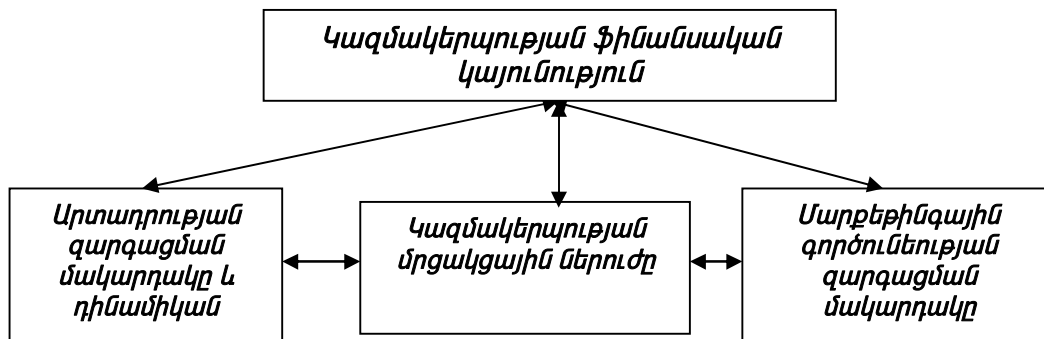 Կազմակերպության ֆինանսական
կայունություն
Արտադրության
զարգացման
մակարդակը և
դինամիկան
Կազմակերպության
մրցակցային ներուժը
Մարքեթինգային
գործունեության
զարգացման
մակարդակը